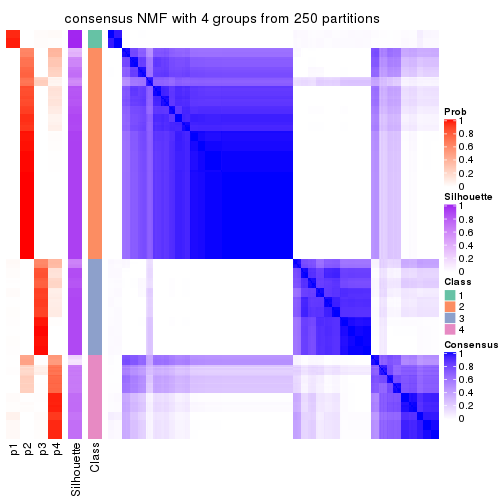 consensus NMF with 4 groups from 250 partitions
Prob
1
0.8
0.6
0.4
0.2
0
Silhouette
1
0.8
0.6
0.4
0.2
0
Class
1
2
3
4
Consensus
1
0.8
0.6
0.4
0.2
0
p1
p2
p3
p4
Silhouette
Class